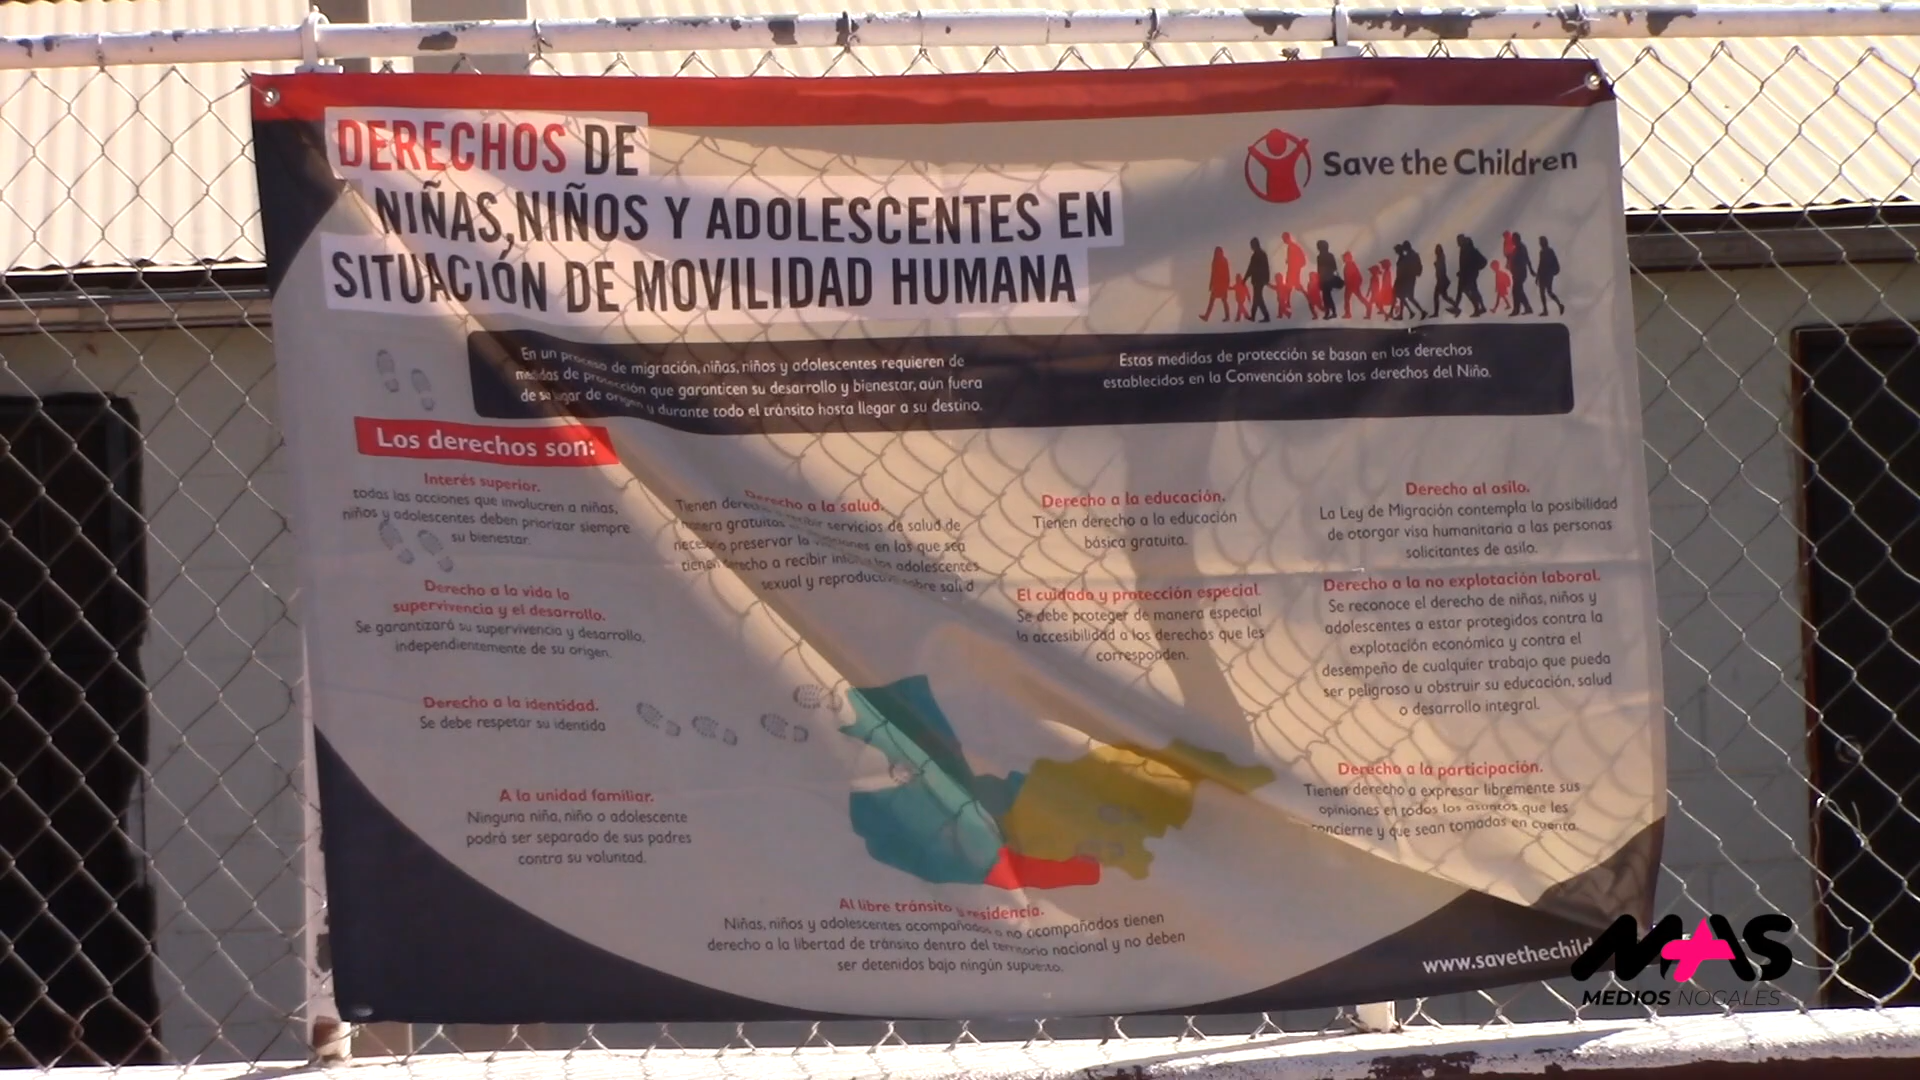 DERECHOS DE
NIÑAS, NIÑOS Y ADOLESCENTES EN
SITUACIÓN DE MOVILIDAD HUMANA
Save the Children
En un proceso de migración, niñas, niños y adolescentes requieren de
medidas de protección que garanticen su desarrollo y bienestar, aún fuera
de su lugar de origen y durante todo el tránsito hasta llegar a su destino.
Estas medidas de protección se basan en los derechos
establecidos en la Convención sobre los derechos del Niño.
Los derechos son:
Interés superior.
todas las acciones que involucren a niñas,
niños y adolescentes deben priorizar siempre
su bienestar.
Derecho a la vida la
supervivencia y el desarrollo.
Se garantizará su supervivencia y desarrollo,
independientemente de su origen.
Derecho a la identidad.
Se debe respetar su identida
A la unidad familiar.
Ninguna niña, niño o adolescente
podrá ser separado de sus padres
contra su voluntad.
Derecho a la salud.
Tienen a servicios de salud de
manera gratuita en las que sea
preservar la adolescentes
tienen derecho a recibir sobre salud
sexual y reproductiva
Derecho a la educación.
Tienen derecho a la educación
básica gratuita.
El cuidado y protección especial.
Se debe proteger de manera especial
la accesibilidad a los derechos que les
corresponden.
Derecho al asilo.
La Ley de Migración contempla la posibilidad
de otorgar visa humanitaria a las personas
solicitantes de asilo.
Derecho a la no explotación laboral.
Se reconoce el derecho de niñas, niños y
adolescentes a estar protegidos contra la
explotación económica y contra el
desempeño de cualquier trabajo que pueda
ser peligroso u obstruir su educación, salud
o desarrollo integral.
Derecho a la participación.
Tienen derecho a expresar libremente sus
opiniones en todos los asuntos que les
concierne y que sean tomadas en cuenta.
Al libre tránsito y residencia.
Niñas, niños y adolescentes acompañados o no acompañados tienen
derecho a la libertad de tránsito dentro del territorio nacional y no deben
ser detenidos bajo ningún supuesto.
www.savethechild
MAS
MEDIOS NOGALES